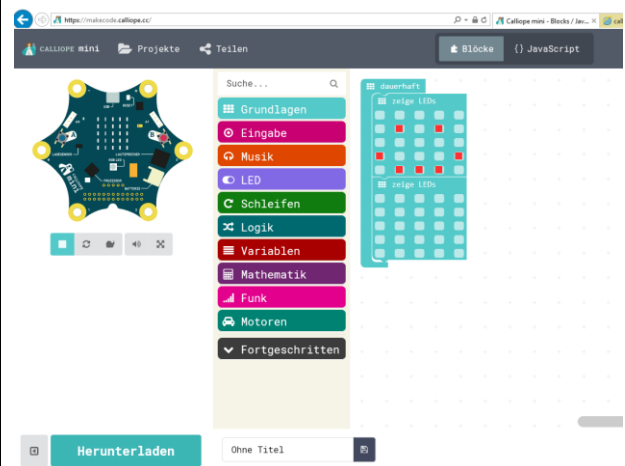 https://makecode.calliope.cc/
Calliope mini - Blocks / Jav...
CALLIOPE mini
Projekte
Teilen
Blöcke
{} JavaScript
Suche...
Grundlagen
Eingabe
Musik
LED
Schleifen
Logik
Variablen
Mathematik
Funk
Motoren
Fortgeschritten
dauerhaft
zeige LEDs
zeige LEDs
A
B
mini
Herunterladen
Ohne Titel